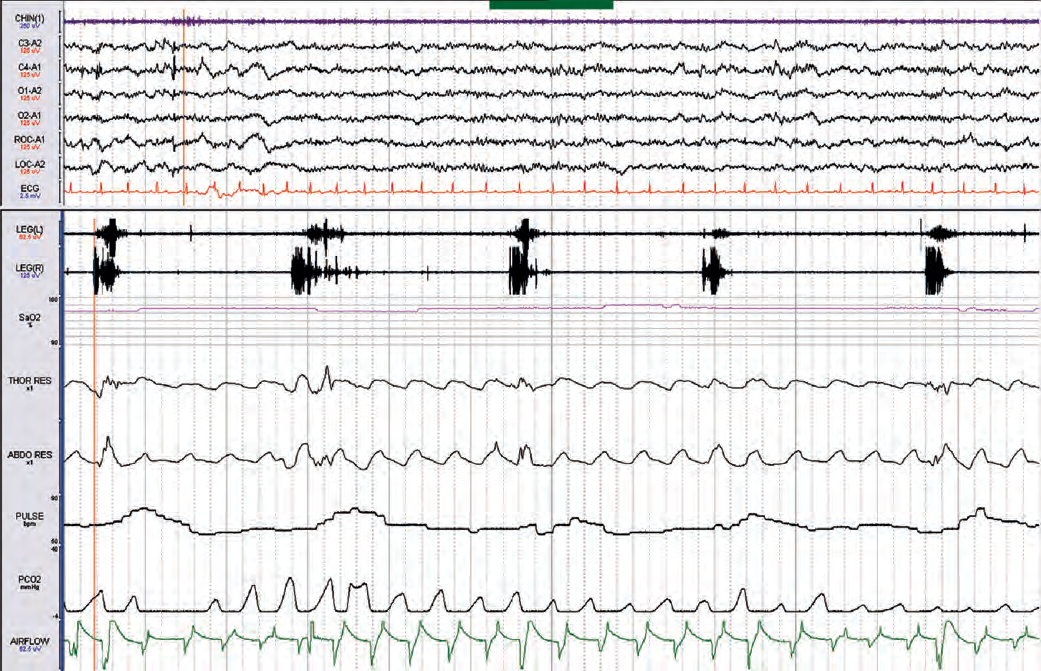 CHIN(1)
250 uV
C3-A2
125 uV
C4-A1
125 uV
O1-A2
125 uV
O2-A1
125 uV
ROC-A1
125 uV
LOC-A2
125 uV
ECG
2.5 mV
LEG(L)
62.5 uV
LEG(R)
125 uV
100
SaO2
%
90
THOR RES
x1
ABDO RES
x1
90
PULSE
bpm
50
40
PCO2
mmHg
-4
AIRFLOW
62.5 uV